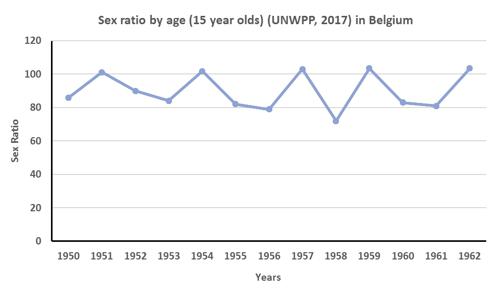 Sex ratio by age (15 year olds) (UNWPP, 2017) in Belgium
120
100
80
60
40
20
0
Sex Ratio
1950 1951 1952 1953 1954 1955 1956 1957 1958 1959 1960 1961 1962
Years